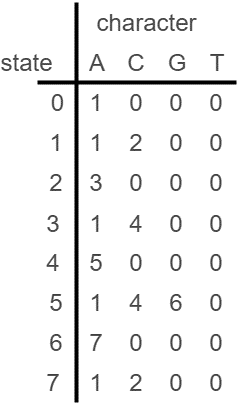 character
state A C G T
0 1 0 0 0
1 1 2 0 0
2 3 0 0 0
3 1 4 0 0
4 5 0 0 0
5 1 4 6 0
6 7 0 0 0
7 1 2 0 0